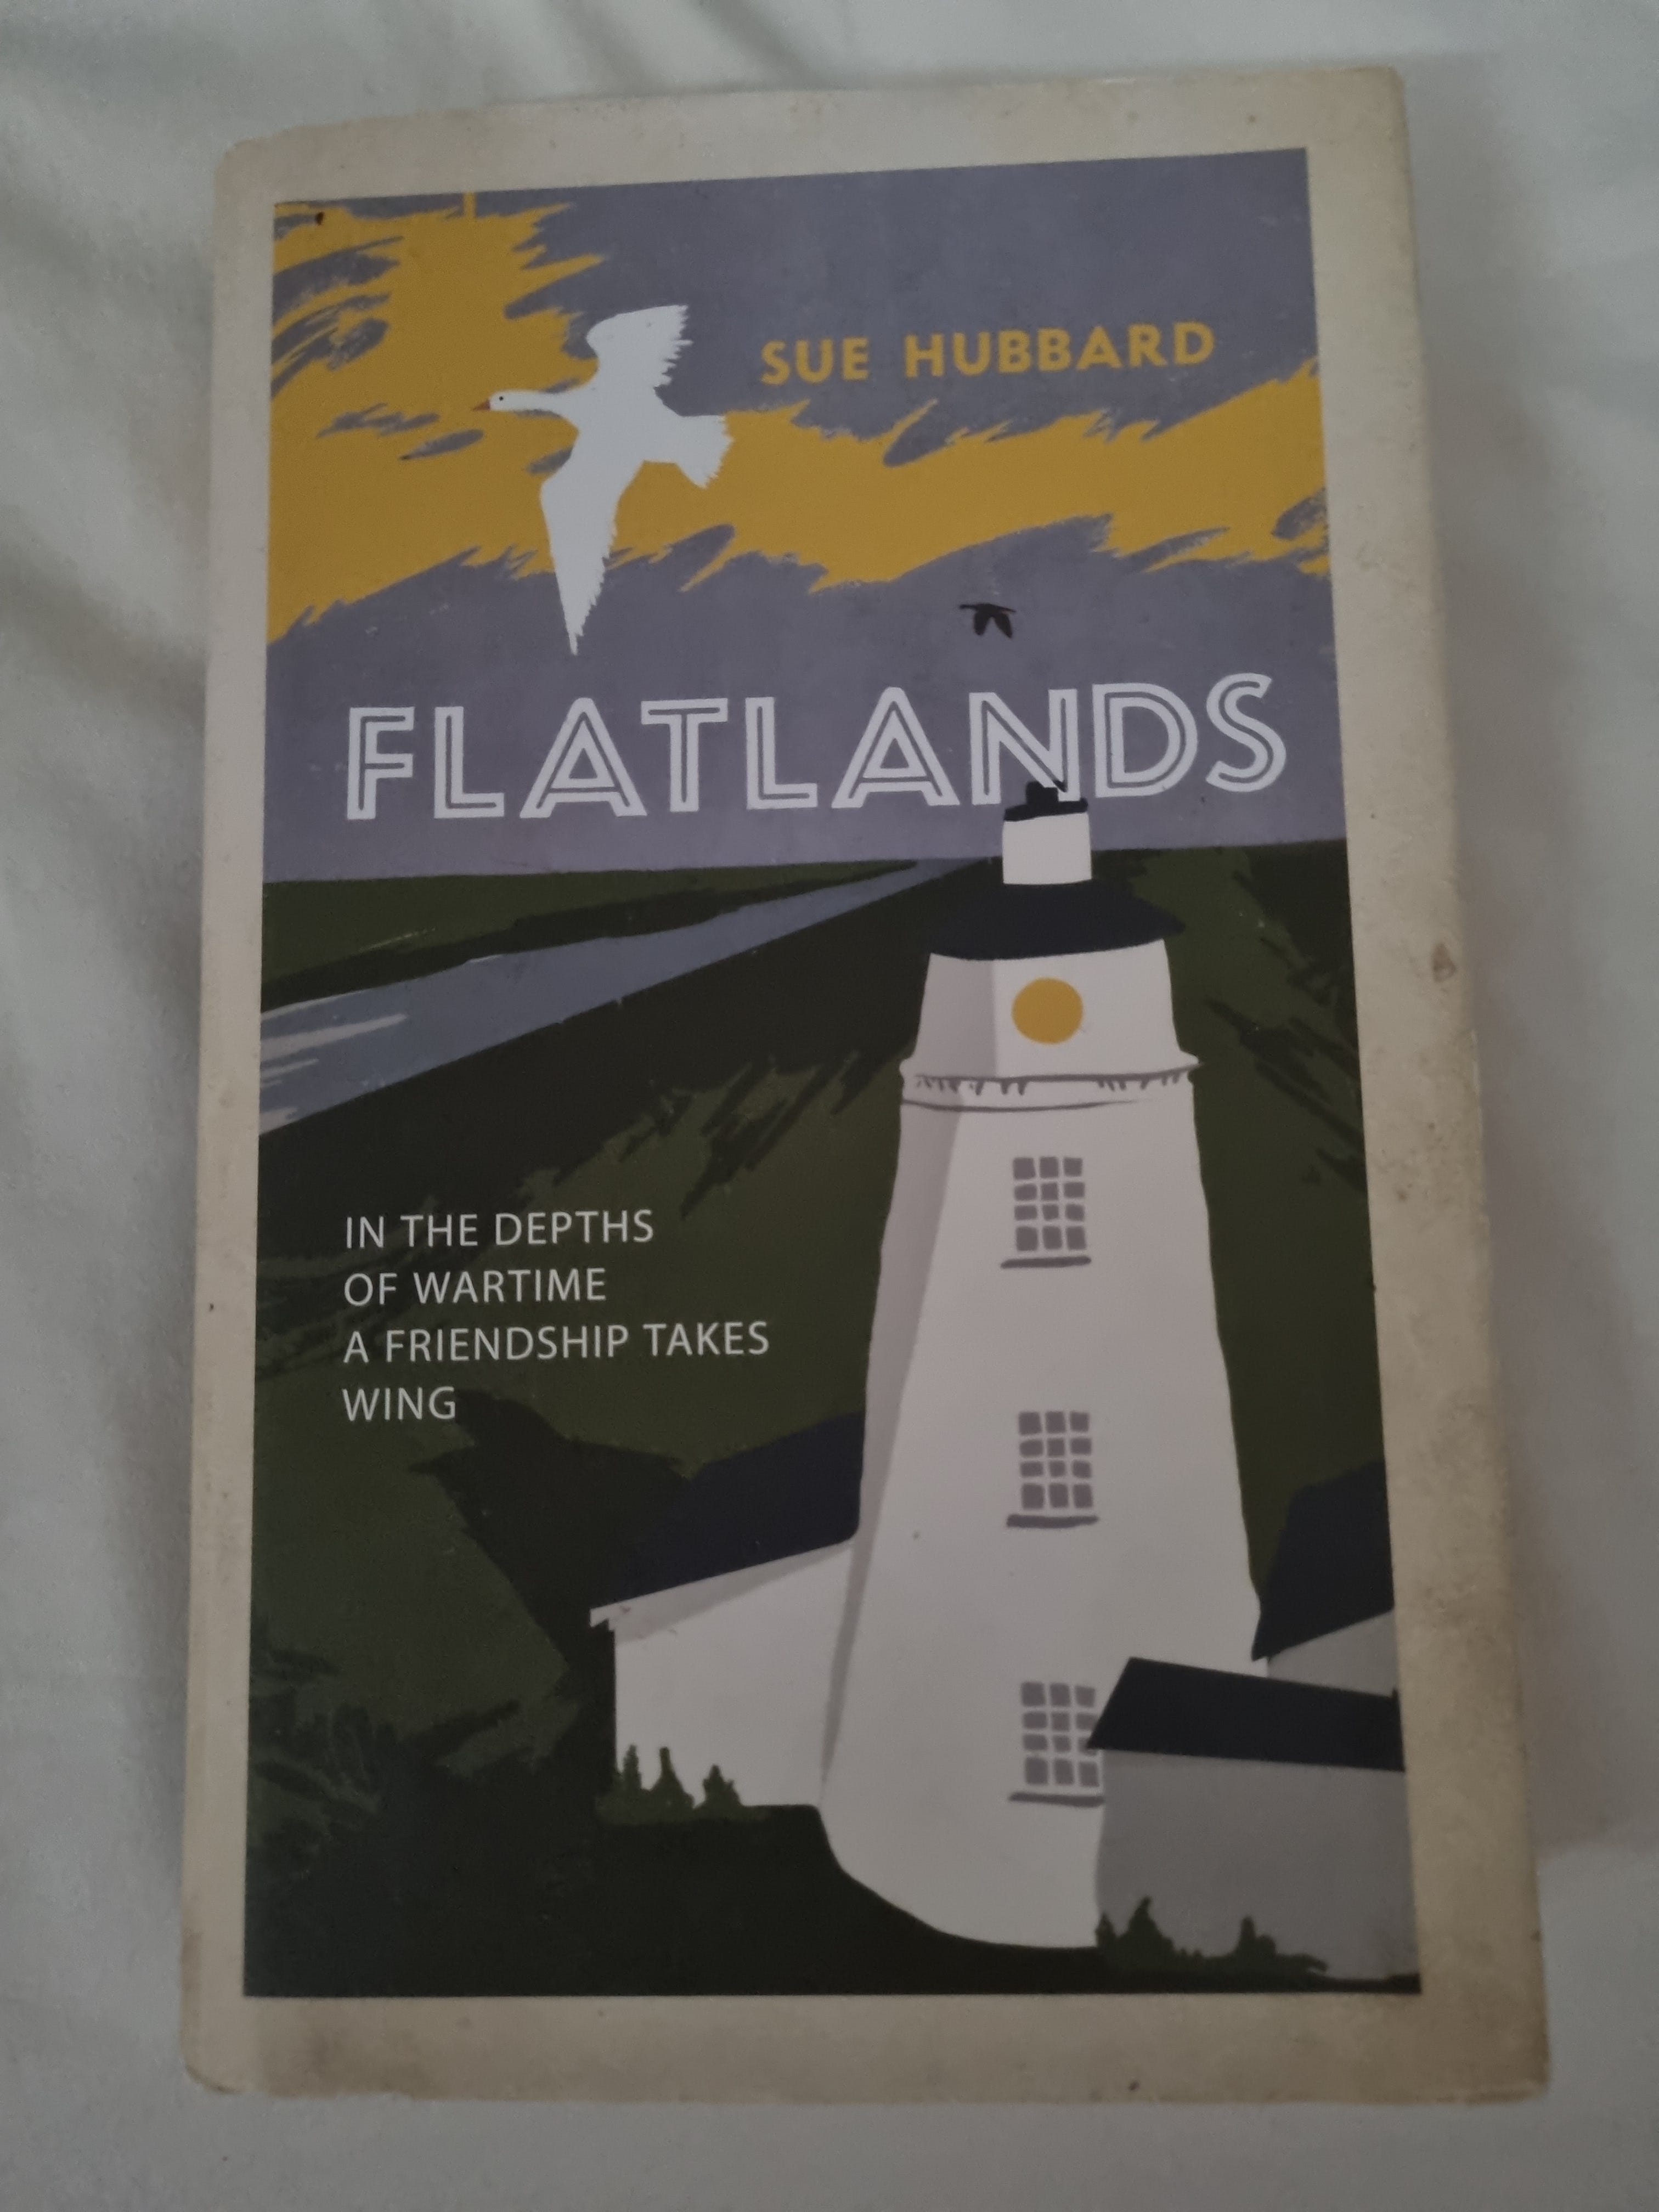 SUE HUBBARD
FLATLANDS
IN THE DEPTHS
OF WARTIME
A FRIENDSHIP TAKES
WING